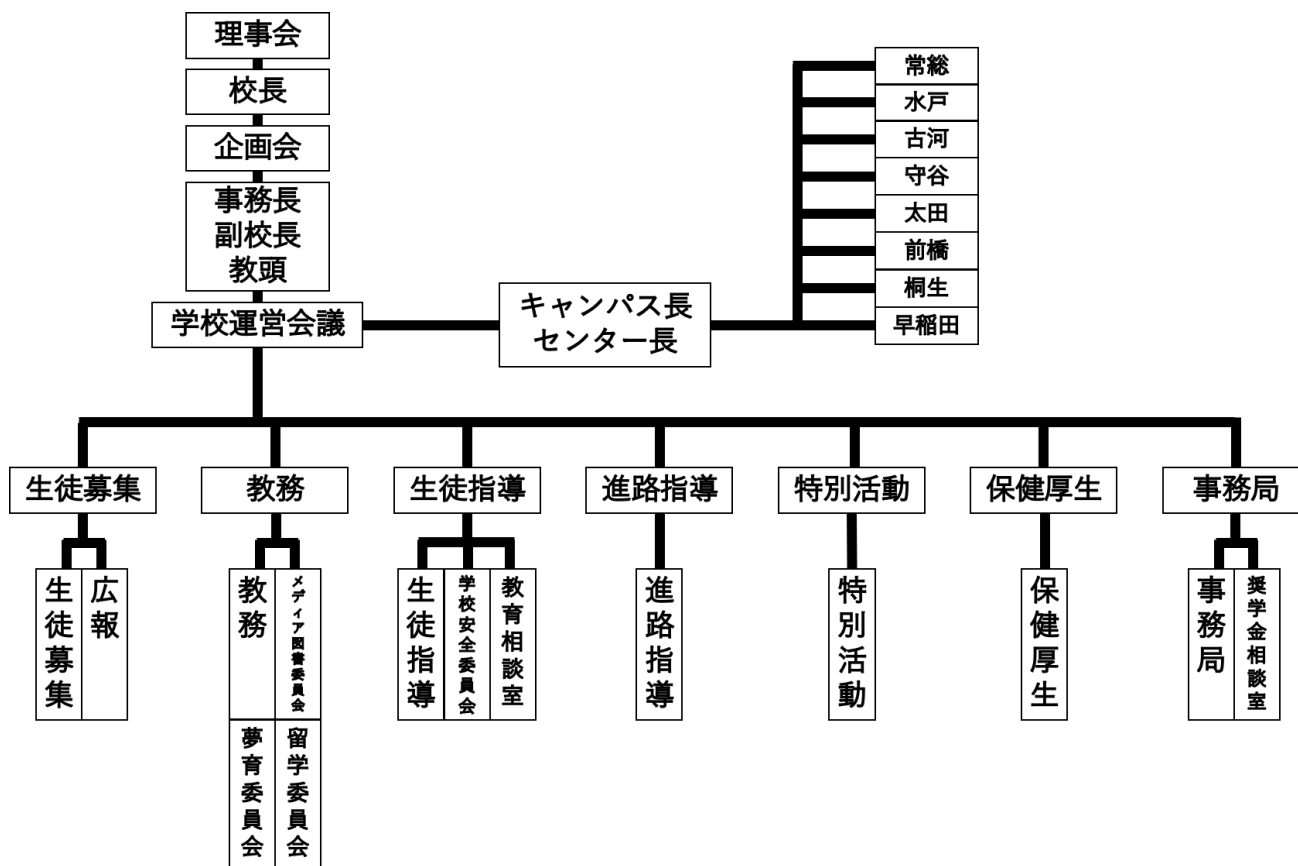 理事会
校長
企画会
事務長
副校長
教頭
学校運営会議
キャンパス長
センター長
常総
水戸
古河
守谷
太田
前橋
桐生
早稲田
生徒募集
教務
生徒指導
進路指導
特別活動
保健厚生
事務局
生徒募集
広報
教務
メディア図書委員会
夢育委員会
留学委員会
生徒指導
学校安全委員会
教育相談室
進路指導
特別活動
保健厚生
事務局
奨学金相談室